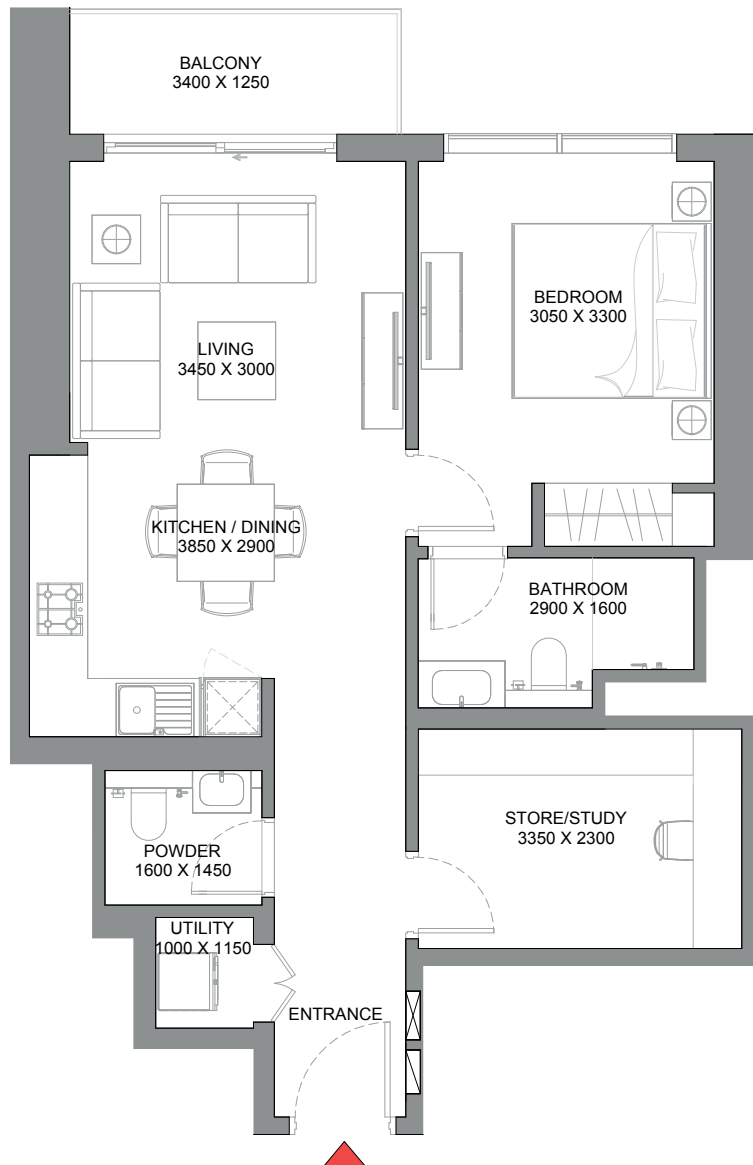 BALCONY
3400 X 1250
BEDROOM
3050 X 3300
LIVING
3450 X 3000
KITCHEN / DINING
3850 X 2900
BATHROOM
2900 X 1600
STORE/STUDY
3350 X 2300
POWDER
1600 X 1450
UTILITY
1000 X 1150
ENTRANCE